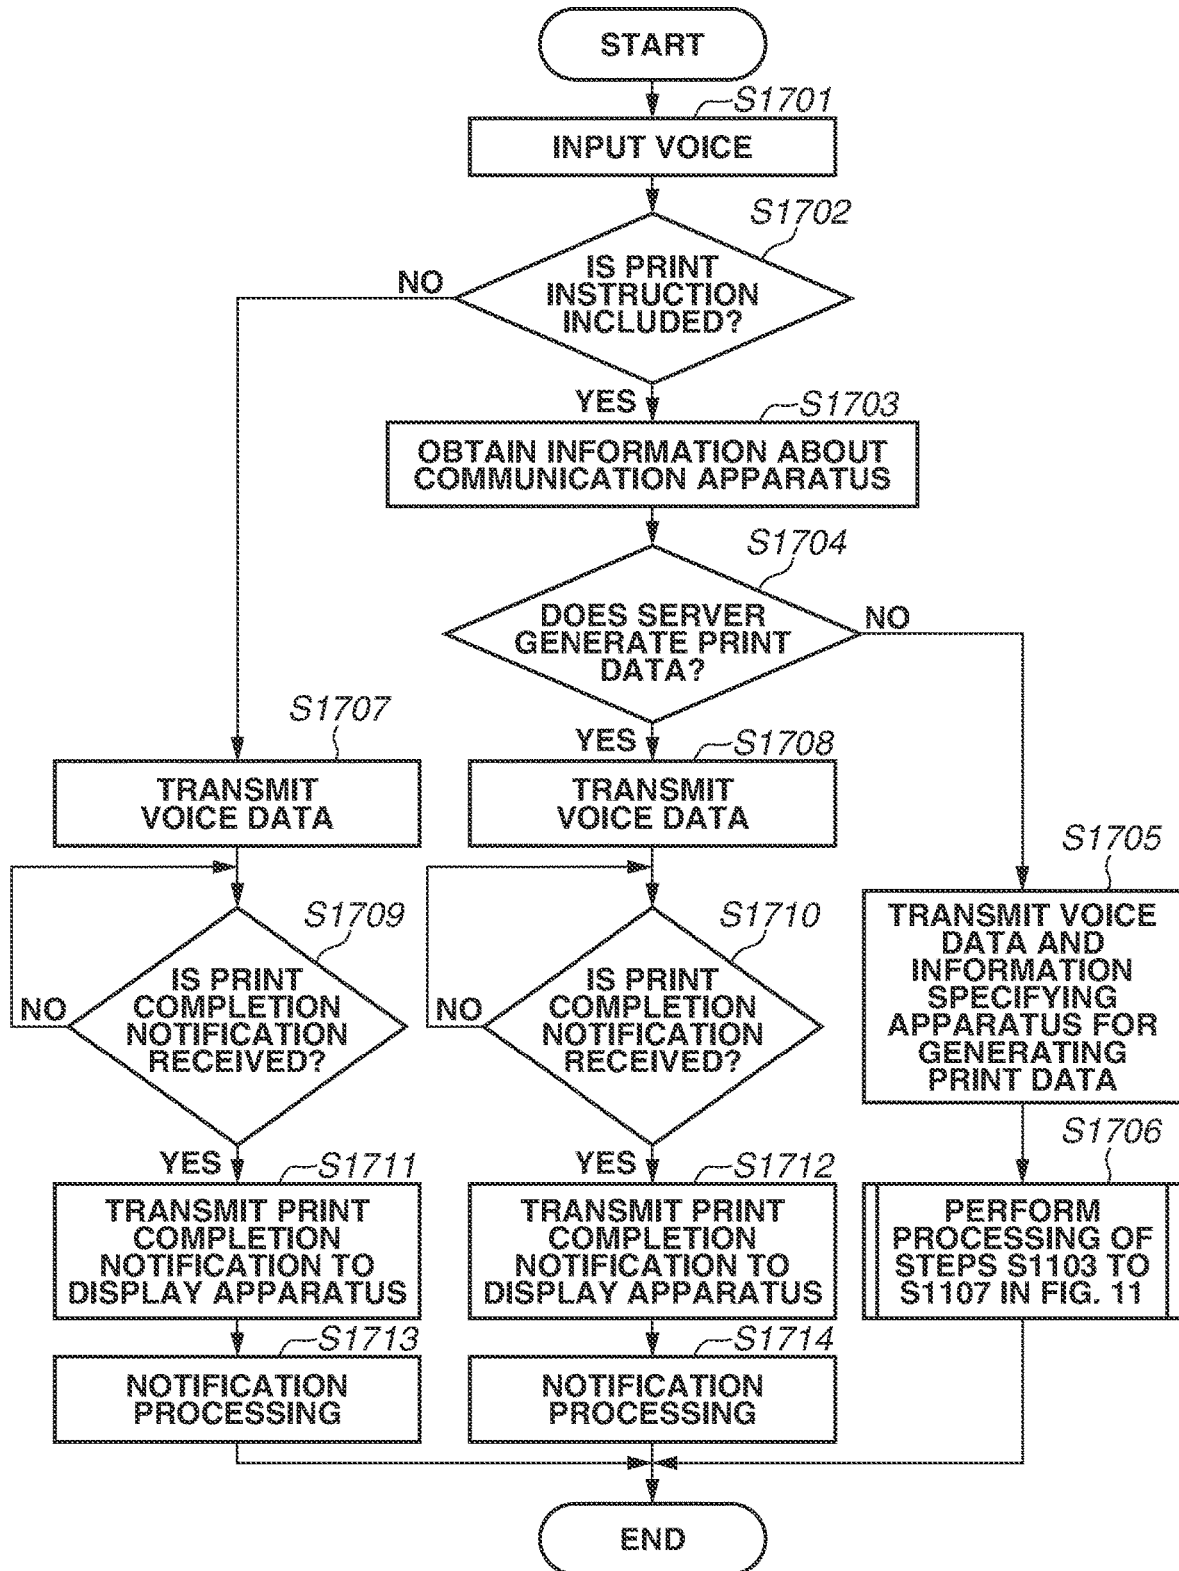 START
S1701
INPUT VOICE
S1702
IS PRINT
INSTRUCTION
INCLUDED?
NO
YES
S1703
OBTAIN INFORMATION ABOUT
COMMUNICATION APPARATUS
S1704
DOES SERVER
GENERATE PRINT
DATA?
NO
YES
S1707
TRANSMIT
VOICE DATA
S1708
TRANSMIT
VOICE DATA
S1705
TRANSMIT VOICE
DATA AND
INFORMATION
SPECIFYING
APPARATUS FOR
GENERATING
PRINT DATA
S1709
IS PRINT
COMPLETION
NOTIFICATION
RECEIVED?
NO
YES
S1710
IS PRINT
COMPLETION
NOTIFICATION
RECEIVED?
NO
YES
S1706
PERFORM
PROCESSING OF
STEPS S1103 TO
S1107 IN FIG. 11
S1711
TRANSMIT PRINT
COMPLETION
NOTIFICATION TO
DISPLAY APPARATUS
S1712
TRANSMIT PRINT
COMPLETION
NOTIFICATION TO
DISPLAY APPARATUS
S1713
NOTIFICATION
PROCESSING
S1714
NOTIFICATION
PROCESSING
END